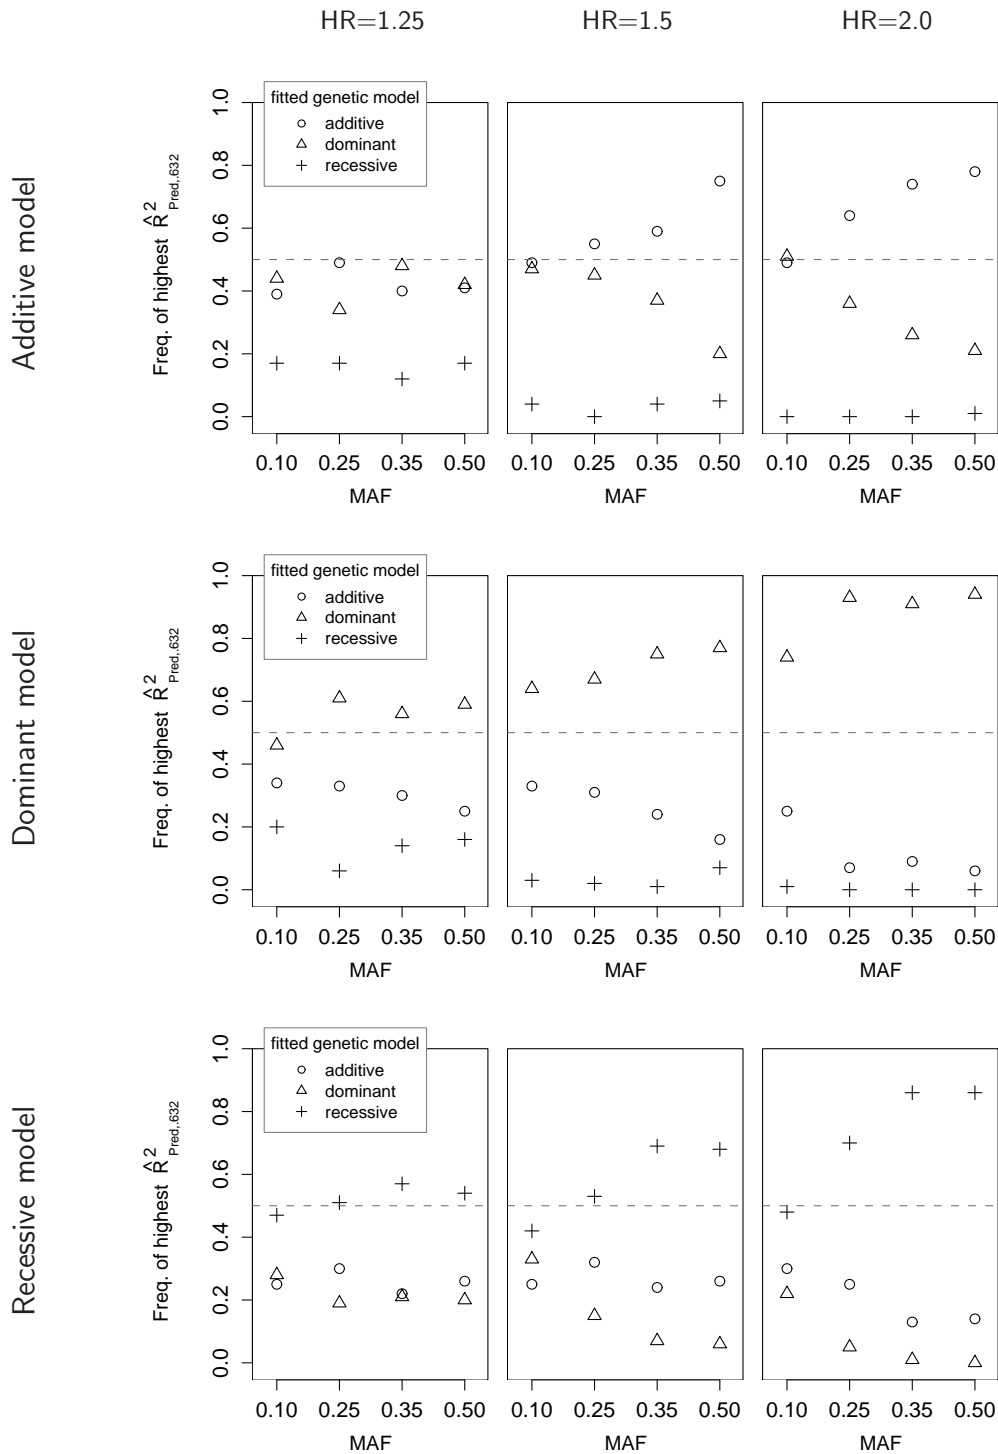 HR=1.25 HR=1.5 HR=2.0
Additive model
Freq. of highest R̂²Pred,.632
fitted genetic model
additive
dominant
recessive
1.0
0.8
0.6
0.4
0.2
0.0
0.10 0.25 0.35 0.50 0.10 0.25 0.35 0.50 0.10 0.25 0.35 0.50
MAF MAF MAF
Dominant model
Freq. of highest R̂²Pred,.632
fitted genetic model
additive
dominant
recessive
1.0
0.8
0.6
0.4
0.2
0.0
0.10 0.25 0.35 0.50 0.10 0.25 0.35 0.50 0.10 0.25 0.35 0.50
MAF MAF MAF
Recessive model
Freq. of highest R̂²Pred,.632
fitted genetic model
additive
dominant
recessive
1.0
0.8
0.6
0.4
0.2
0.0
0.10 0.25 0.35 0.50 0.10 0.25 0.35 0.50 0.10 0.25 0.35 0.50
MAF MAF MAF